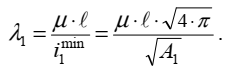 λ₁ = μ·ℓ / i₁^min = μ·ℓ·√(4·π) / √A₁ .